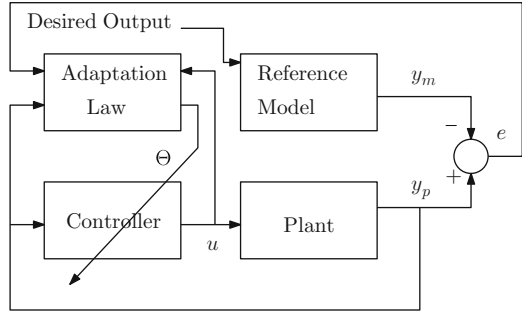 Desired Output
Adaptation
Law
Reference
Model
y_m
−
e
Θ
+
y_p
Controller
u
Plant